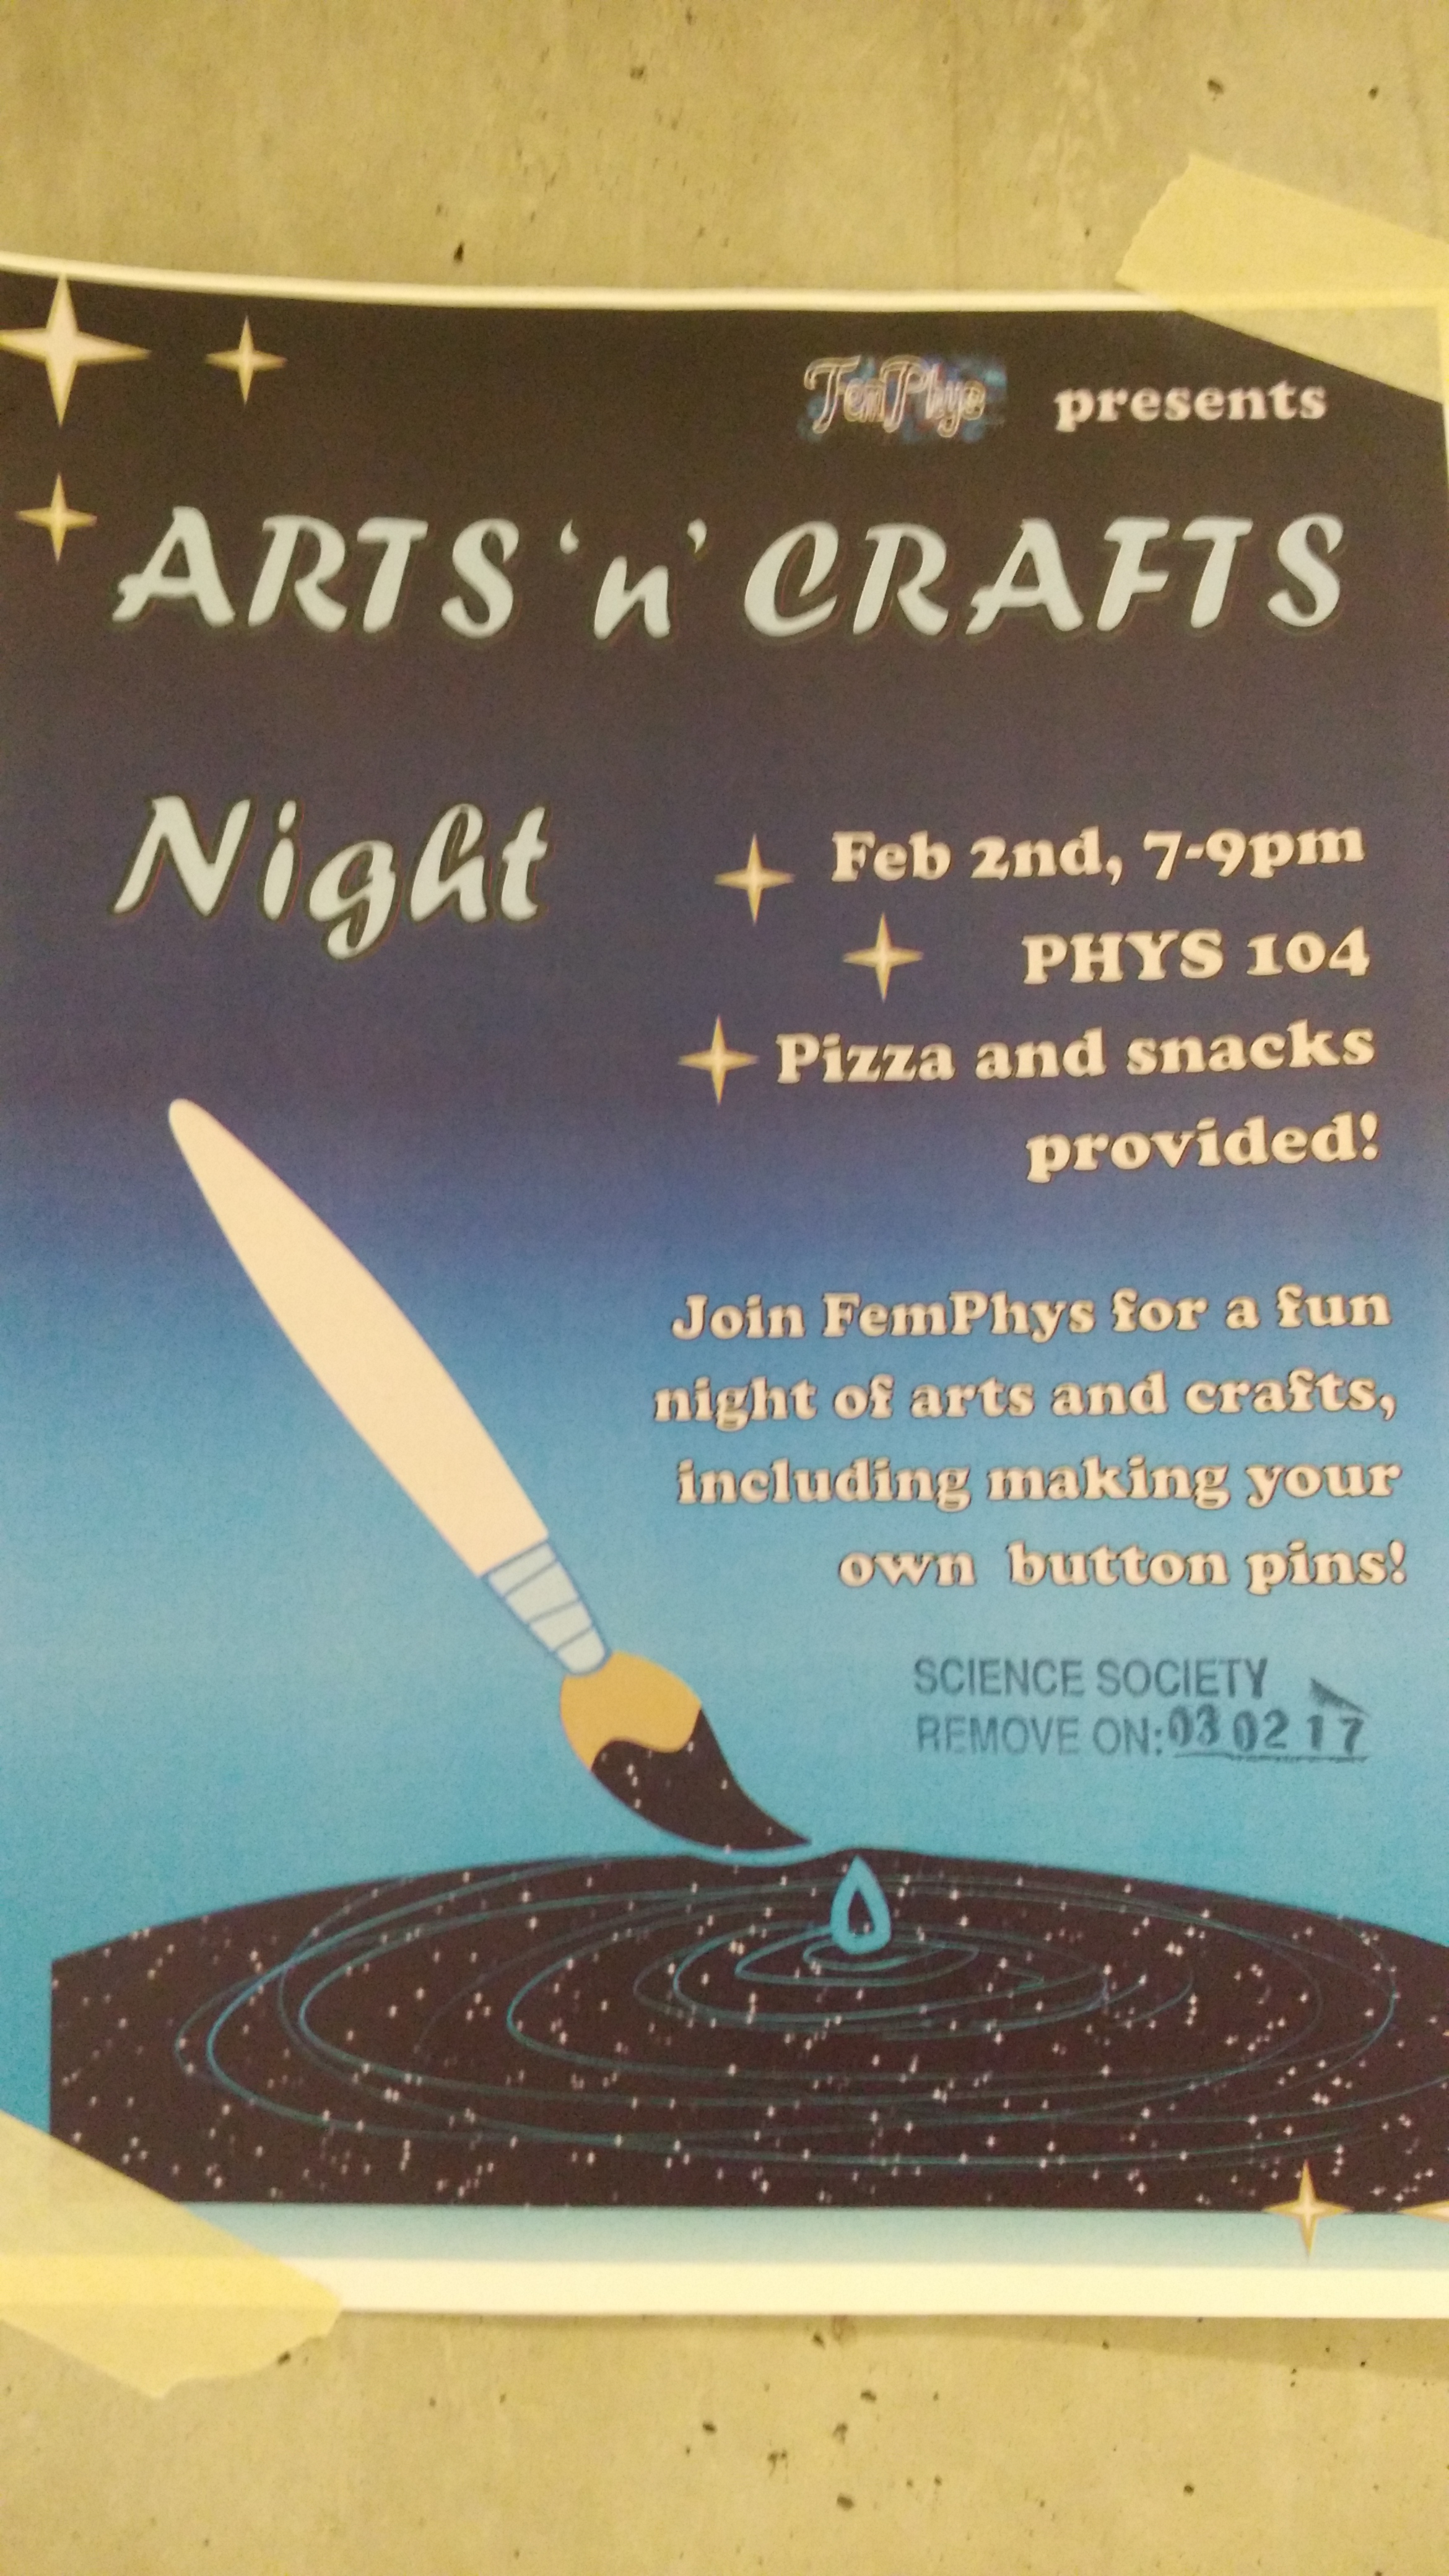 FemPhys presents
ARTS 'n' CRAFTS
Night
Feb 2nd, 7-9pm
PHYS 104
Pizza and snacks
provided!
Join FemPhys for a fun
night of arts and crafts,
including making your
own button pins!
SCIENCE SOCIETY
REMOVE ON: 03 02 17